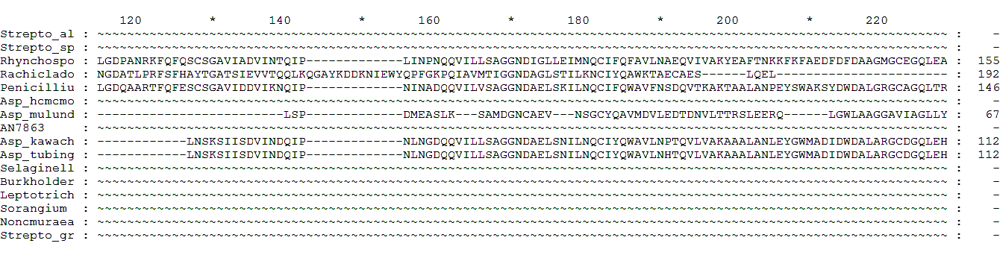 120 * 140 * 160 * 180 * 200 * 220
Strepto_al : ~~~~~~~~~~~~~~~~~~~~~~~~~~~~~~~~~~~~~~~~~~~~~~~~~~~~~~~~~~~~~~~~~~~~~~~~~~~~~~~~~~~~~~~~~~~~~~~~~~~~~~~~~~~~~~~~~~ : -
Strepto_sp : ~~~~~~~~~~~~~~~~~~~~~~~~~~~~~~~~~~~~~~~~~~~~~~~~~~~~~~~~~~~~~~~~~~~~~~~~~~~~~~~~~~~~~~~~~~~~~~~~~~~~~~~~~~~~~~~~~~ : -
Rhynchospo : LGDPANRKFQFQSCSGAVIADVINTQIP-------------LINPNQQVILLSAGGNDIGLLEIMNQCIFQFAVLNAEQVIVAKYEAFTNKKFKFAEDFDFDAAGMGCEGQLEA : 155
Rachiclado : NGDATLPRFSFHAYTGATSIEVVTQQLKQGAYKDDKNIEWYQPFGKPQIAVMTIGGNDAGLSTILKNCIYQAWKTAECAES------LQEL----------------------- : 192
Penicilliu : LGDQAARTFQFESCSGAVIDDVIKNQIP-------------NINADQQVILVSAGGNDAELSKILNQCIFQWAVFNSDQVTKAKTAALANPEYSWAKSYDWDALGRGCAGQLTR : 146
Asp_hcmcmo : ~~~~~~~~~~~~~~~~~~~~~~~~~~~~~~~~~~~~~~~~~~~~~~~~~~~~~~~~~~~~~~~~~~~~~~~~~~~~~~~~~~~~~~~~~~~~~~~~~~~~~~~~~~~~~~~~~~ : -
Asp_mulund : -------------------------LSP-------------DMEASLK---SAMDGNCAEV---NSGCYQAVMDVLEDTDNVLTTRSLEERQ------LGWLAAGGAVIAGLLY : 67
AN7863 : ~~~~~~~~~~~~~~~~~~~~~~~~~~~~~~~~~~~~~~~~~~~~~~~~~~~~~~~~~~~~~~~~~~~~~~~~~~~~~~~~~~~~~~~~~~~~~~~~~~~~~~~~~~~~~~~~~~ : -
Asp_kawach : ------------LNSKSIISDVINDQIP-------------NLNGDQQVILLSAGGNDAELSNILNQCIYQWAVLNPTQVLVAKAAALANLEYGWMADIDWDALARGCDGQLEH : 112
Asp_tubing : ------------LNSKSIISDVINDQIP-------------NLNGDQQVILLSAGGNDAELSNILNQCIYQWAVLNHTQVLVAKAAALANLEYGWMADIDWDALARGCDGQLEH : 112
Selaginell : ~~~~~~~~~~~~~~~~~~~~~~~~~~~~~~~~~~~~~~~~~~~~~~~~~~~~~~~~~~~~~~~~~~~~~~~~~~~~~~~~~~~~~~~~~~~~~~~~~~~~~~~~~~~~~~~~~~ : -
Burkholder : ~~~~~~~~~~~~~~~~~~~~~~~~~~~~~~~~~~~~~~~~~~~~~~~~~~~~~~~~~~~~~~~~~~~~~~~~~~~~~~~~~~~~~~~~~~~~~~~~~~~~~~~~~~~~~~~~~~ : -
Leptotrich : ~~~~~~~~~~~~~~~~~~~~~~~~~~~~~~~~~~~~~~~~~~~~~~~~~~~~~~~~~~~~~~~~~~~~~~~~~~~~~~~~~~~~~~~~~~~~~~~~~~~~~~~~~~~~~~~~~~ : -
Sorangium : ~~~~~~~~~~~~~~~~~~~~~~~~~~~~~~~~~~~~~~~~~~~~~~~~~~~~~~~~~~~~~~~~~~~~~~~~~~~~~~~~~~~~~~~~~~~~~~~~~~~~~~~~~~~~~~~~~~ : -
Noncmuraea : ~~~~~~~~~~~~~~~~~~~~~~~~~~~~~~~~~~~~~~~~~~~~~~~~~~~~~~~~~~~~~~~~~~~~~~~~~~~~~~~~~~~~~~~~~~~~~~~~~~~~~~~~~~~~~~~~~~ : -
Strepto_gr : ~~~~~~~~~~~~~~~~~~~~~~~~~~~~~~~~~~~~~~~~~~~~~~~~~~~~~~~~~~~~~~~~~~~~~~~~~~~~~~~~~~~~~~~~~~~~~~~~~~~~~~~~~~~~~~~~~~ : -